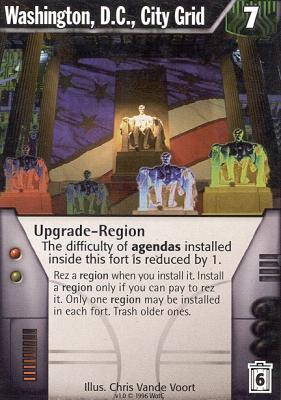 Washington, D.C., City Grid
7
Upgrade-Region
The difficulty of agendas installed
inside this fort is reduced by 1.
Rez a region when you install it. Install
a region only if you can pay to rez
it. Only one region may be installed
in each fort. Trash older ones.
6
Illus. Chris Vande Voort
v1.0 © 1996 WotC